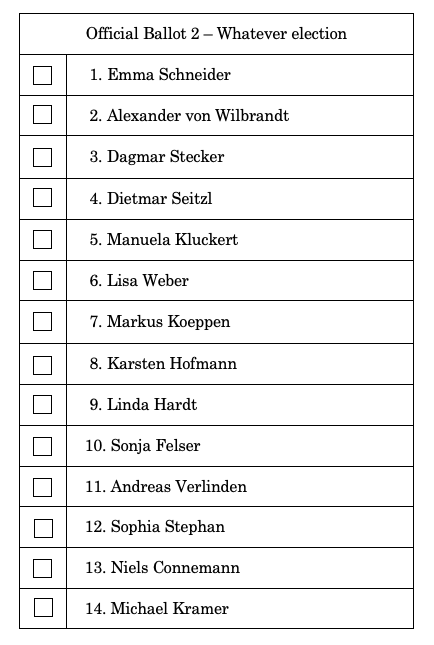 Official Ballot 2 – Whatever election
1. Emma Schneider
2. Alexander von Wilbrandt
3. Dagmar Stecker
4. Dietmar Seitzl
5. Manuela Kluckert
6. Lisa Weber
7. Markus Koeppen
8. Karsten Hofmann
9. Linda Hardt
10. Sonja Felser
11. Andreas Verlinden
12. Sophia Stephan
13. Niels Connemann
14. Michael Kramer